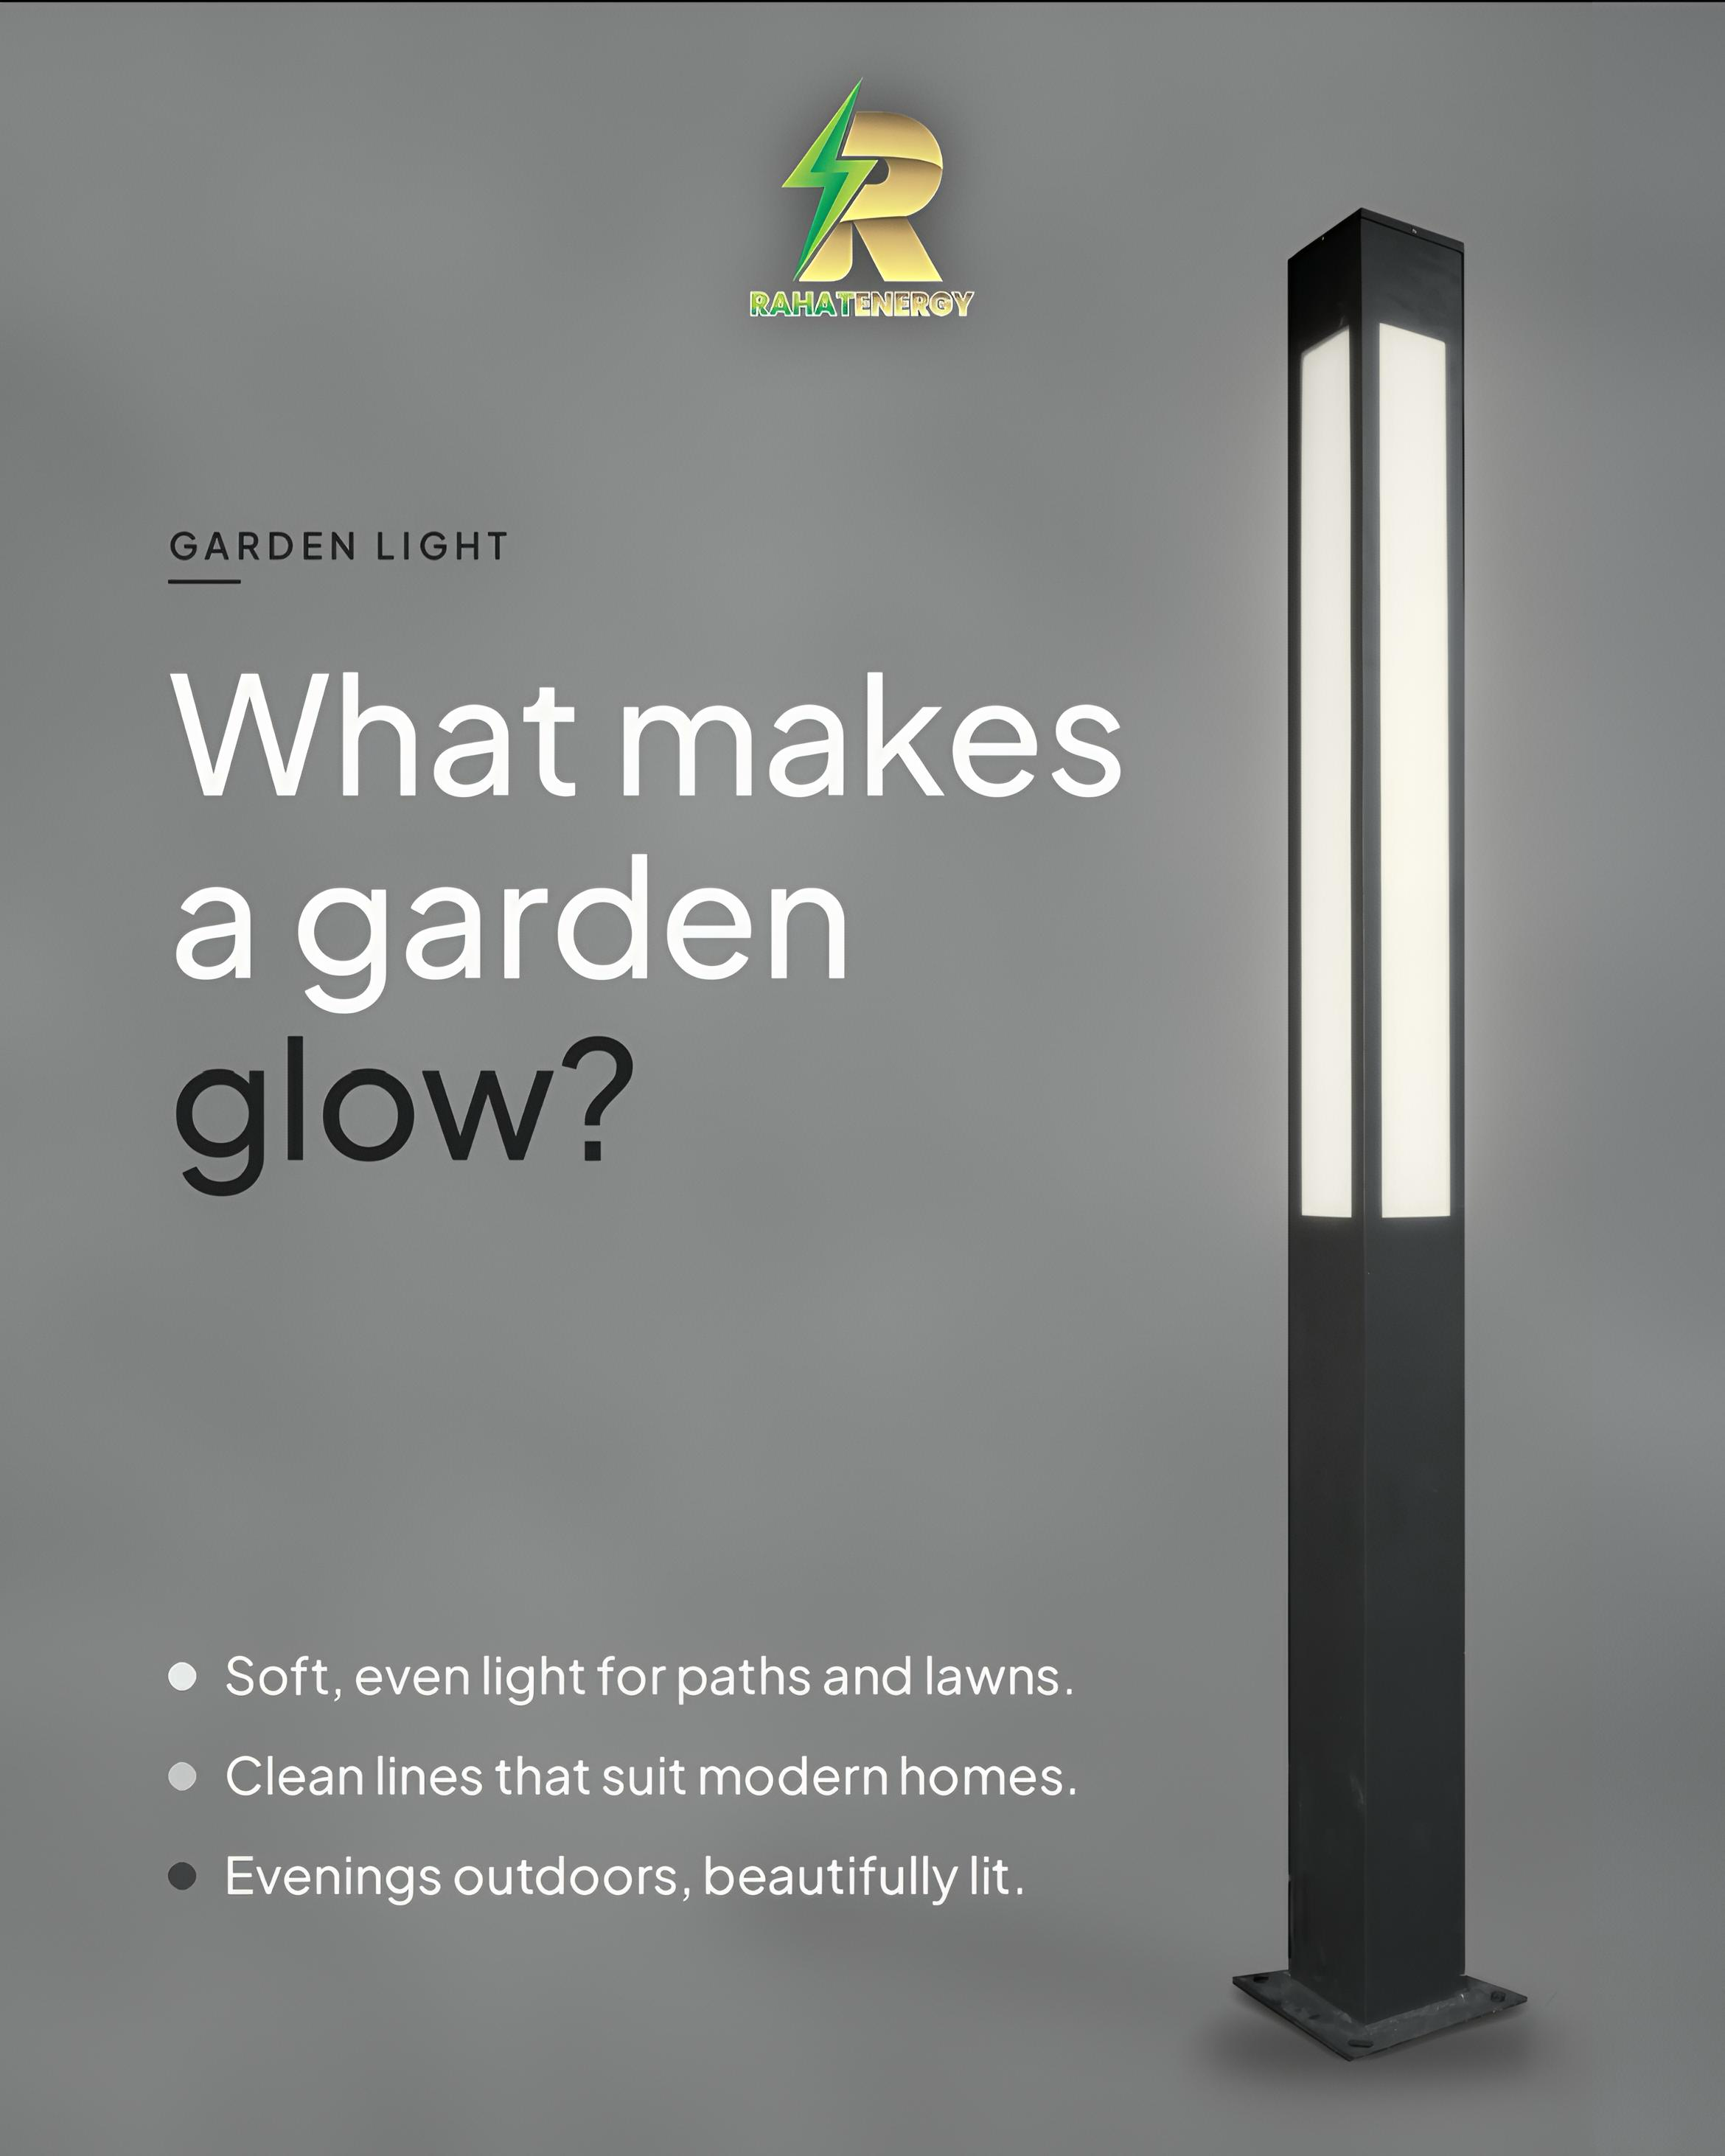 RAHATENERGY
GARDEN LIGHT
What makes
a garden
glow?
Soft, even light for paths and lawns.
Clean lines that suit modern homes.
Evenings outdoors, beautifully lit.